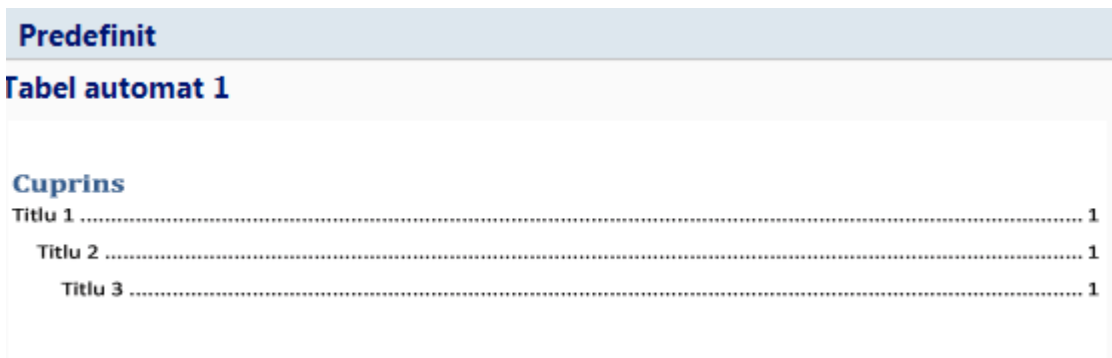 Predefinit
Tabel automat 1
Cuprins
Titlu 1 ........................................................................................................................ 1
Titlu 2 ........................................................................................................................ 1
Titlu 3 ........................................................................................................................ 1